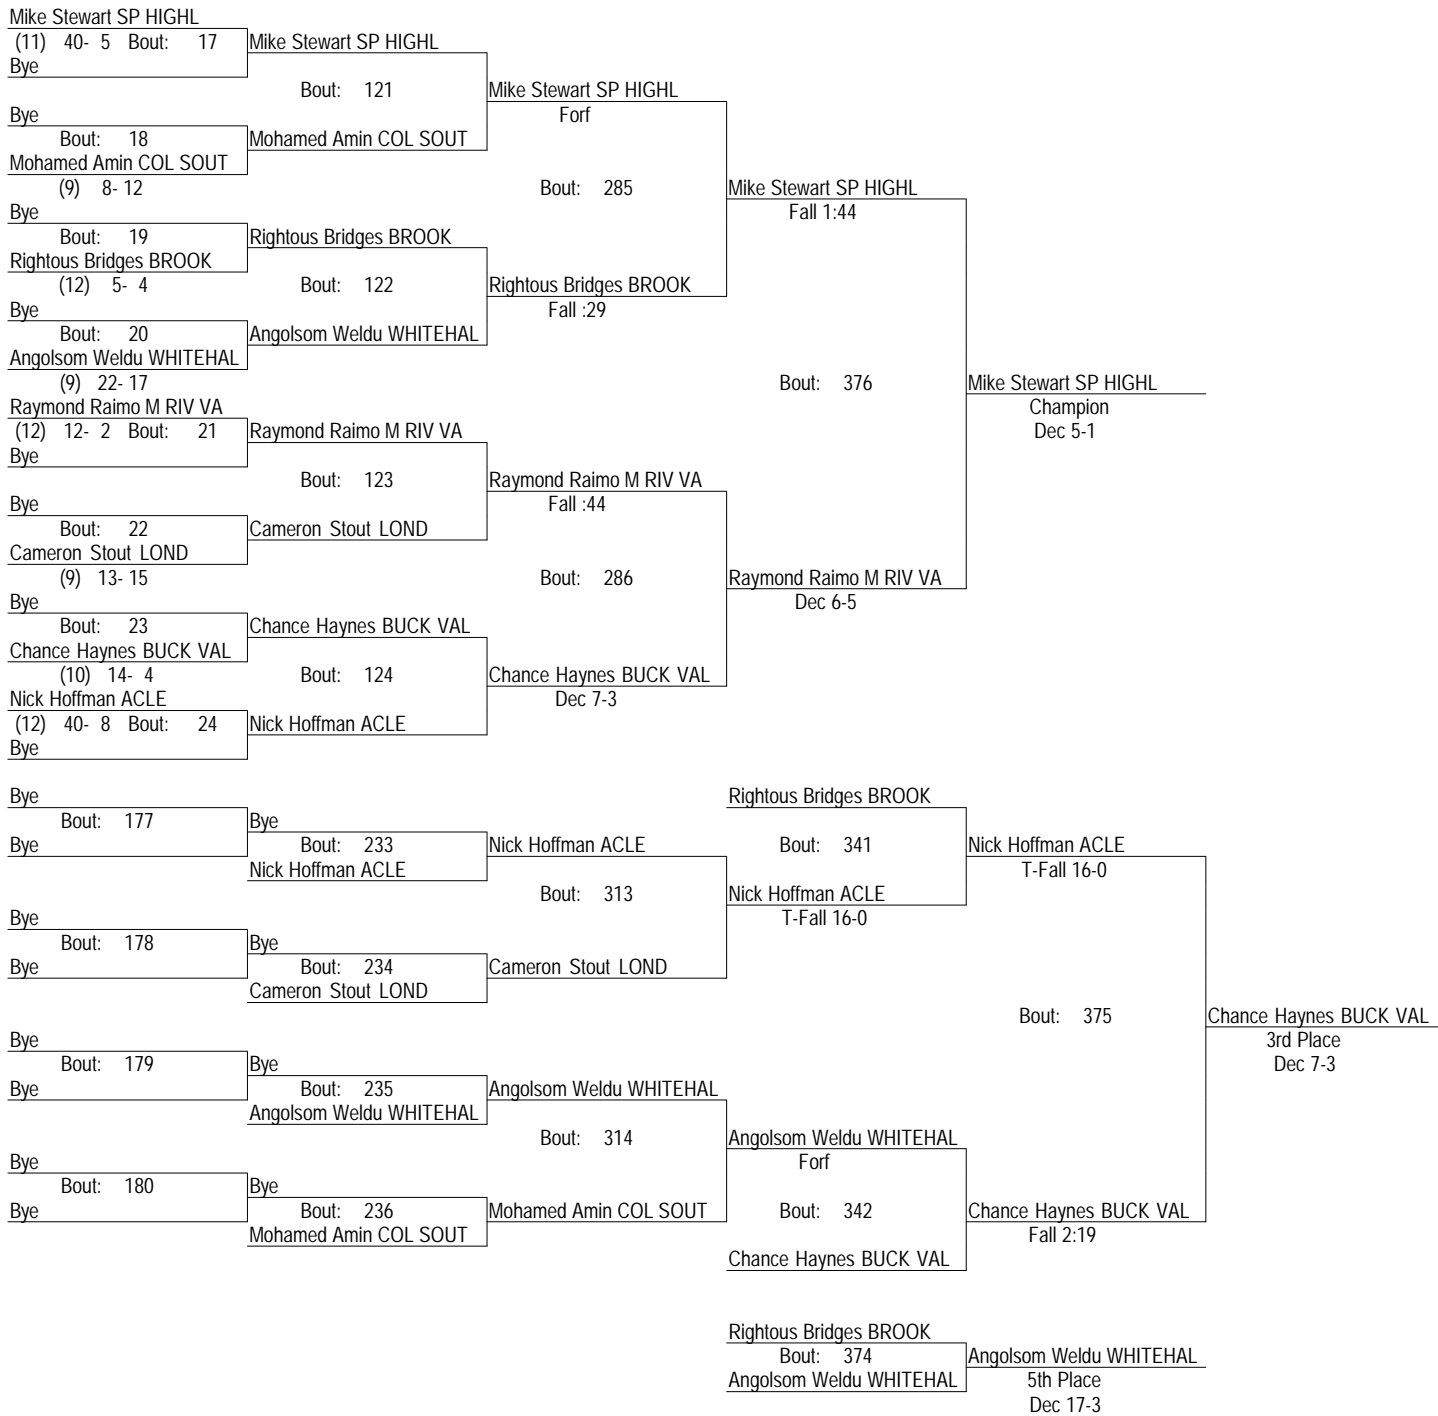 Mike Stewart SP HIGHL
(11) 40- 5 Bout: 17
Bye
Mike Stewart SP HIGHL
Bout: 121
Bye
Bout: 18
Mohamed Amin COL SOUT
(9) 8- 12
Mohamed Amin COL SOUT
Mike Stewart SP HIGHL
Forf
Bout: 285
Bye
Bout: 19
Rightous Bridges BROOK
(12) 5- 4
Rightous Bridges BROOK
Bout: 122
Bye
Bout: 20
Angolsom Weldu WHITEHAL
(9) 22- 17
Angolsom Weldu WHITEHAL
Rightous Bridges BROOK
Fall :29
Mike Stewart SP HIGHL
Fall 1:44
Bout: 376
Raymond Raimo M RIV VA
(12) 12- 2 Bout: 21
Bye
Raymond Raimo M RIV VA
Bout: 123
Bye
Bout: 22
Cameron Stout LOND
(9) 13- 15
Cameron Stout LOND
Raymond Raimo M RIV VA
Fall :44
Bout: 286
Bye
Bout: 23
Chance Haynes BUCK VAL
(10) 14- 4
Chance Haynes BUCK VAL
Bout: 124
Nick Hoffman ACLE
(12) 40- 8 Bout: 24
Bye
Nick Hoffman ACLE
Chance Haynes BUCK VAL
Dec 7-3
Raymond Raimo M RIV VA
Dec 6-5
Mike Stewart SP HIGHL
Champion
Dec 5-1
Bye
Bout: 177
Bye
Bye
Bout: 233
Nick Hoffman ACLE
Nick Hoffman ACLE
Bout: 313
Bye
Bout: 178
Bye
Bye
Bout: 234
Cameron Stout LOND
Cameron Stout LOND
Rightous Bridges BROOK
Bout: 341
Nick Hoffman ACLE
T-Fall 16-0
Nick Hoffman ACLE
T-Fall 16-0
Bout: 375
Bye
Bout: 179
Bye
Bye
Bout: 235
Angolsom Weldu WHITEHAL
Angolsom Weldu WHITEHAL
Bout: 314
Bye
Bout: 180
Bye
Bye
Bout: 236
Mohamed Amin COL SOUT
Mohamed Amin COL SOUT
Angolsom Weldu WHITEHAL
Forf
Bout: 342
Chance Haynes BUCK VAL
Chance Haynes BUCK VAL
Fall 2:19
Chance Haynes BUCK VAL
3rd Place
Dec 7-3
Rightous Bridges BROOK
Bout: 374
Angolsom Weldu WHITEHAL
Angolsom Weldu WHITEHAL
5th Place
Dec 17-3